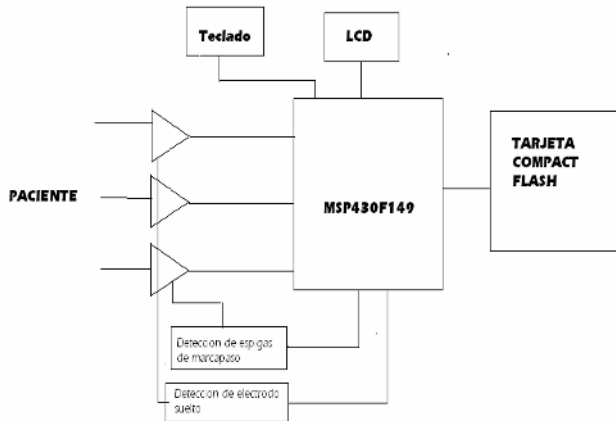 Teclado
LCD
PACIENTE
MSP430F149
TARJETA
COMPACT
FLASH
Deteccion de espigas
de marcapaso
Deteccion de electrodo
suelto